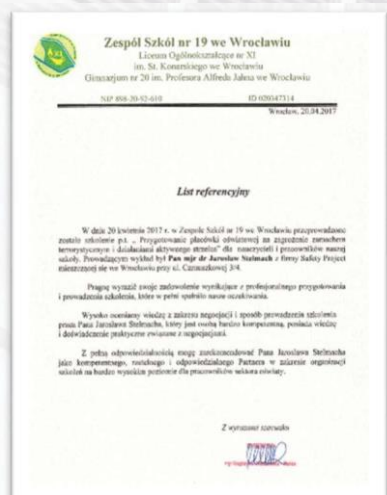 Zespół Szkół nr 19 we Wrocławiu
Liceum Ogólnokształcące nr XI
im. St. Konarskiego we Wrocławiu
Gimnazjum nr 20 im. Profesora Alfreda Jahna we Wrocławiu
NIP 898-20-52-610 ID 020347314
Wrocław, 20.04.2017
List referencyjny
W dniu 20 kwietnia 2017 r. w Zespole Szkół nr 19 we Wrocławiu przeprowadzone
zostało szkolenie p.t. „ Przygotowanie placówki oświatowej na zagrożenie zamachem
terrorystycznym i działaniami aktywnego strzelca" dla nauczycieli i pracowników naszej
szkoły. Prowadzącym wykład był Pan mjr dr Jarosław Stelmach z firmy Safety Project
mieszczącej się we Wrocławiu przy ul. 3/4.
Pragnę wyrazić swoje zadowolenie wynikające z profesjonalnego przygotowania
i prowadzenia szkolenia, które w pełni spełniło nasze oczekiwania.
Wysoko oceniamy wiedzę z zakresu negocjacji i sposób prowadzenia szkolenia
przez Pana Jarosława Stelmacha, który jest osobą bardzo kompetentną, posiada wiedzę
i doświadczenie praktyczne związane z negocjacjami.
Z pełną odpowiedzialnością mogę zarekomendować Pana Jarosława Stelmacha
jako kompetentnego, rzetelnego i odpowiedzialnego Partnera w zakresie organizacji
szkoleń na bardzo wysokim poziomie dla pracowników sektora oświaty.
Z wyrazami szacunku